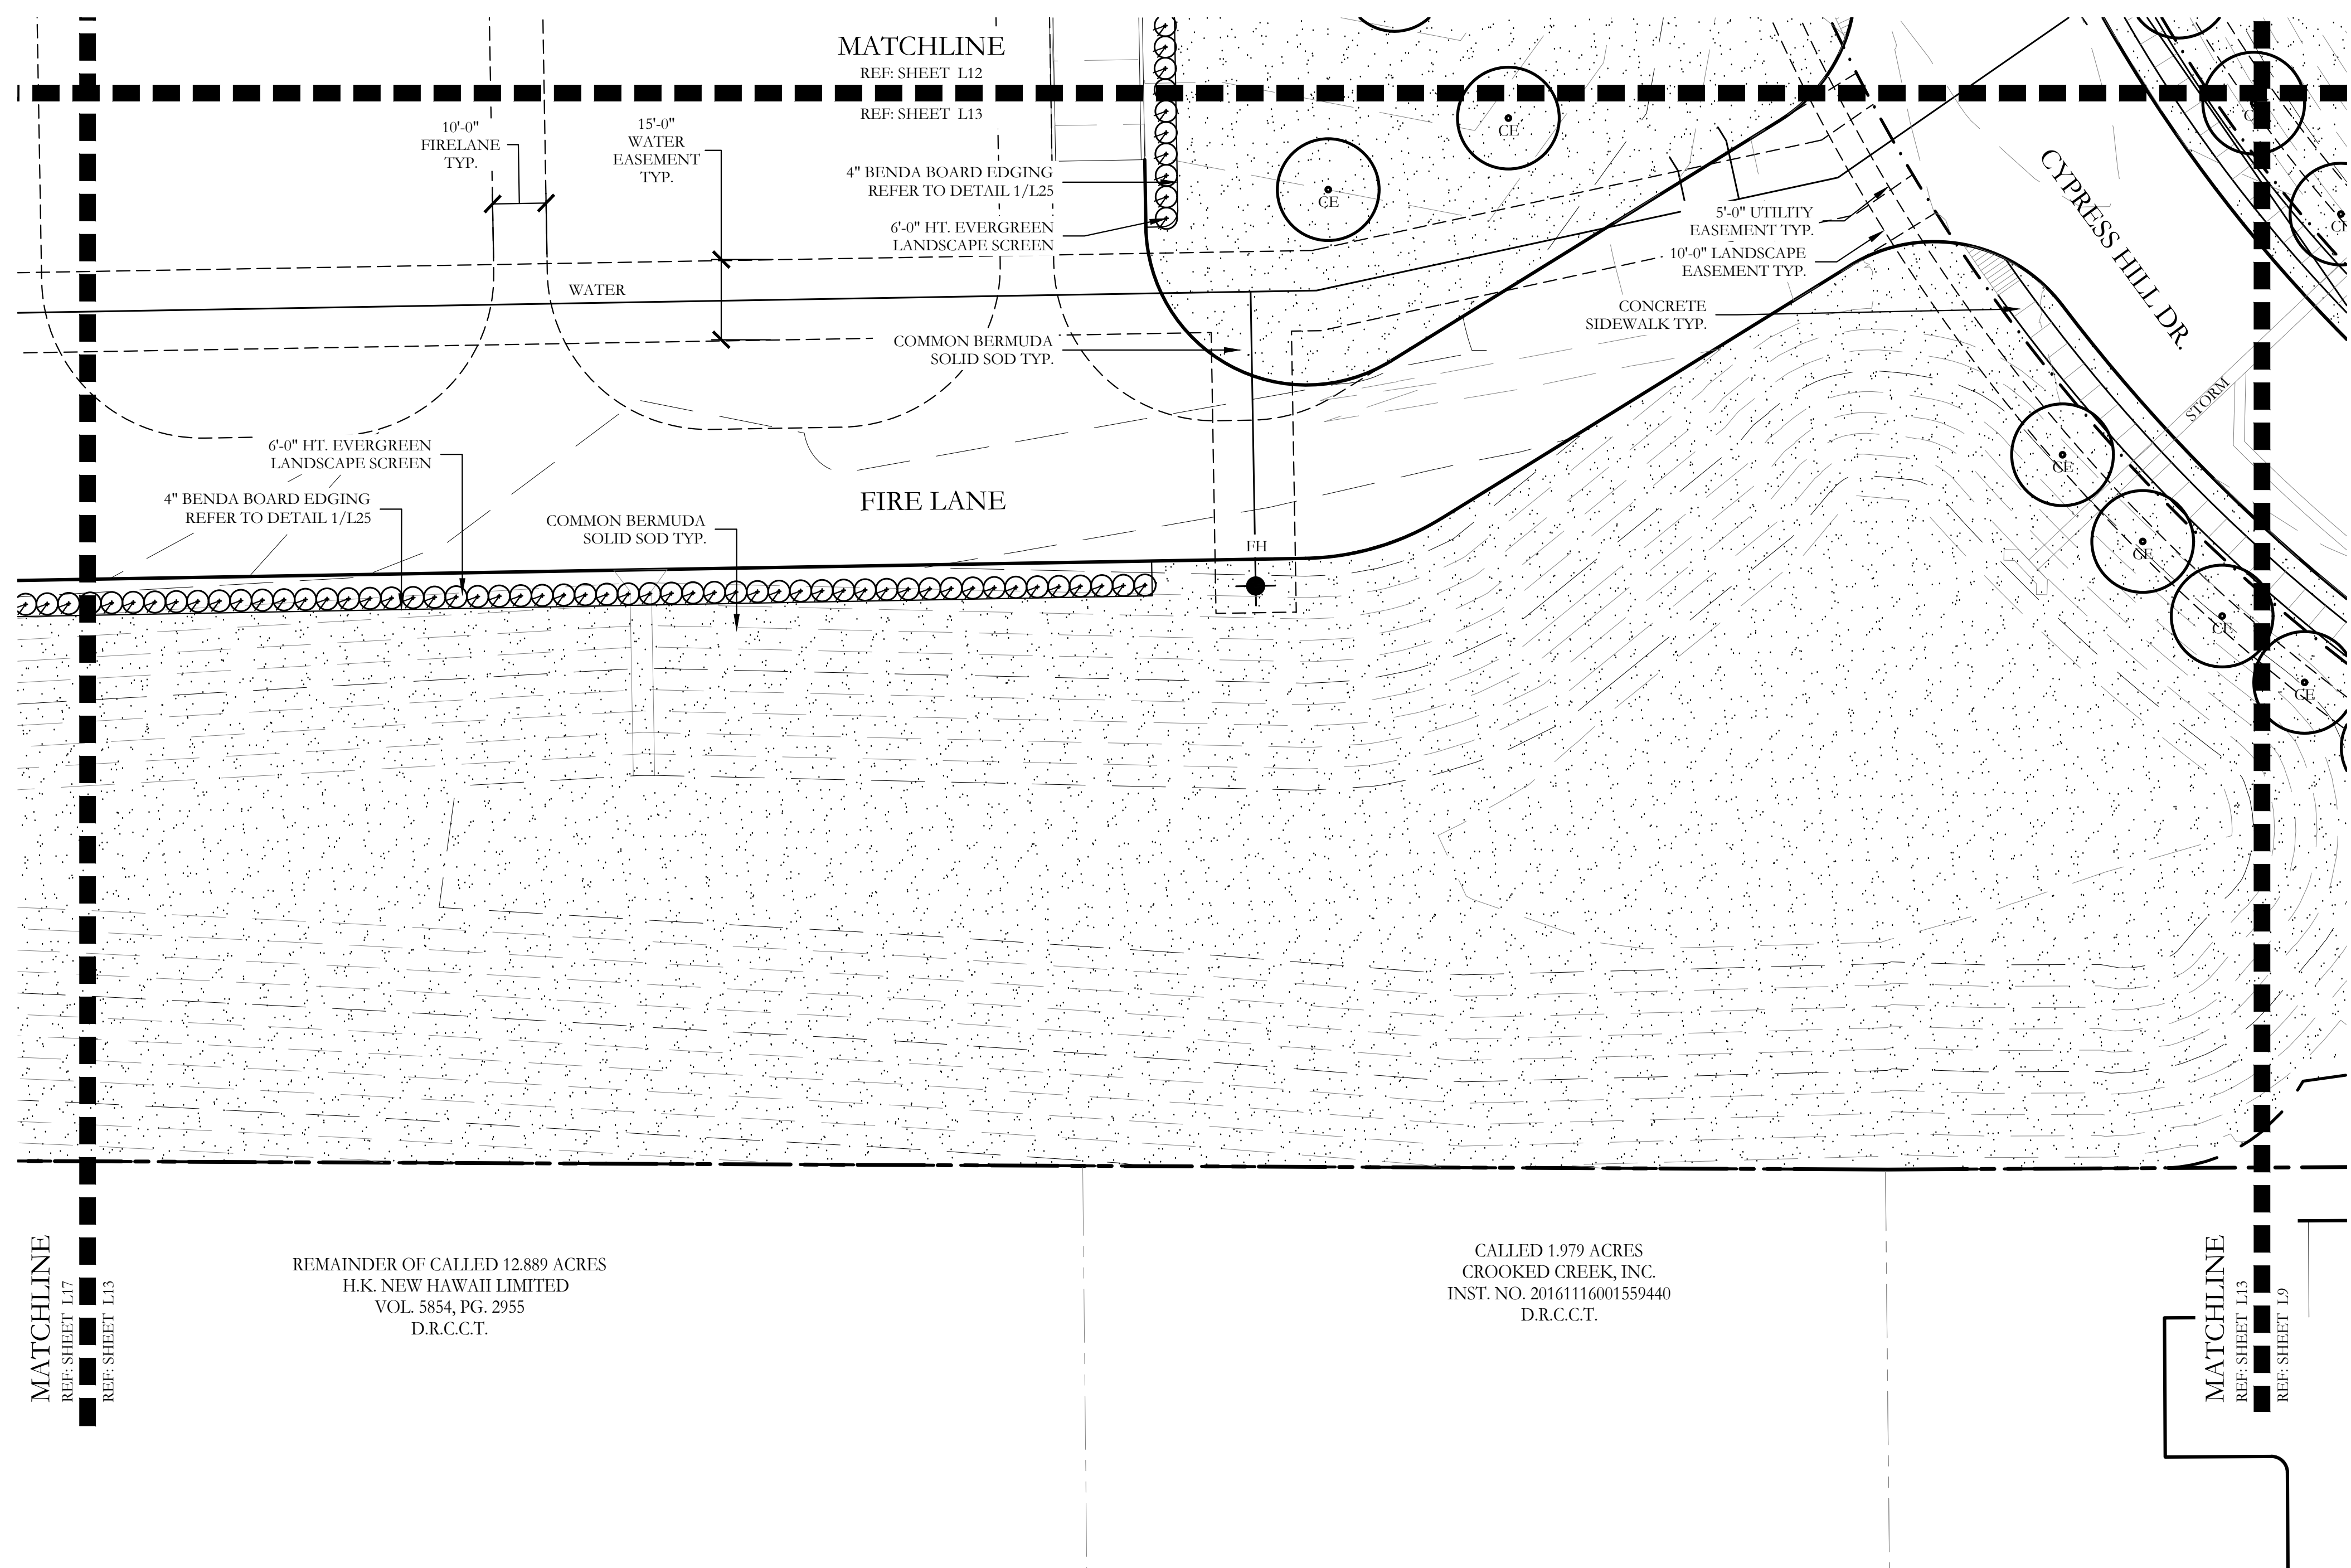 MATCHLINE
REF: SHEET L12
REF: SHEET L13
10'-0"
FIRELANE
TYP.
15'-0"
WATER
EASEMENT
TYP.
4" BENDA BOARD EDGING
REFER TO DETAIL 1/L25
6'-0" HT. EVERGREEN
LANDSCAPE SCREEN
CE
CE
5'-0" UTILITY
EASEMENT TYP.
10'-0" LANDSCAPE
EASEMENT TYP.
CONCRETE
SIDEWALK TYP.
CYPRESS HILL DR.
STORM
WATER
COMMON BERMUDA
SOLID SOD TYP.
6'-0" HT. EVERGREEN
LANDSCAPE SCREEN
4" BENDA BOARD EDGING
REFER TO DETAIL 1/L25
COMMON BERMUDA
SOLID SOD TYP.
FIRE LANE
FH
CE
CE
CE
CE
MATCHLINE
REF: SHEET L17
REF: SHEET L13
REMAINDER OF CALLED 12.889 ACRES
H.K. NEW HAWAII LIMITED
VOL. 5854, PG. 2955
D.R.C.C.T.
CALLED 1.979 ACRES
CROOKED CREEK, INC.
INST. NO. 20161116001559440
D.R.C.C.T.
MATCHLINE
REF: SHEET L13
REF: SHEET L9